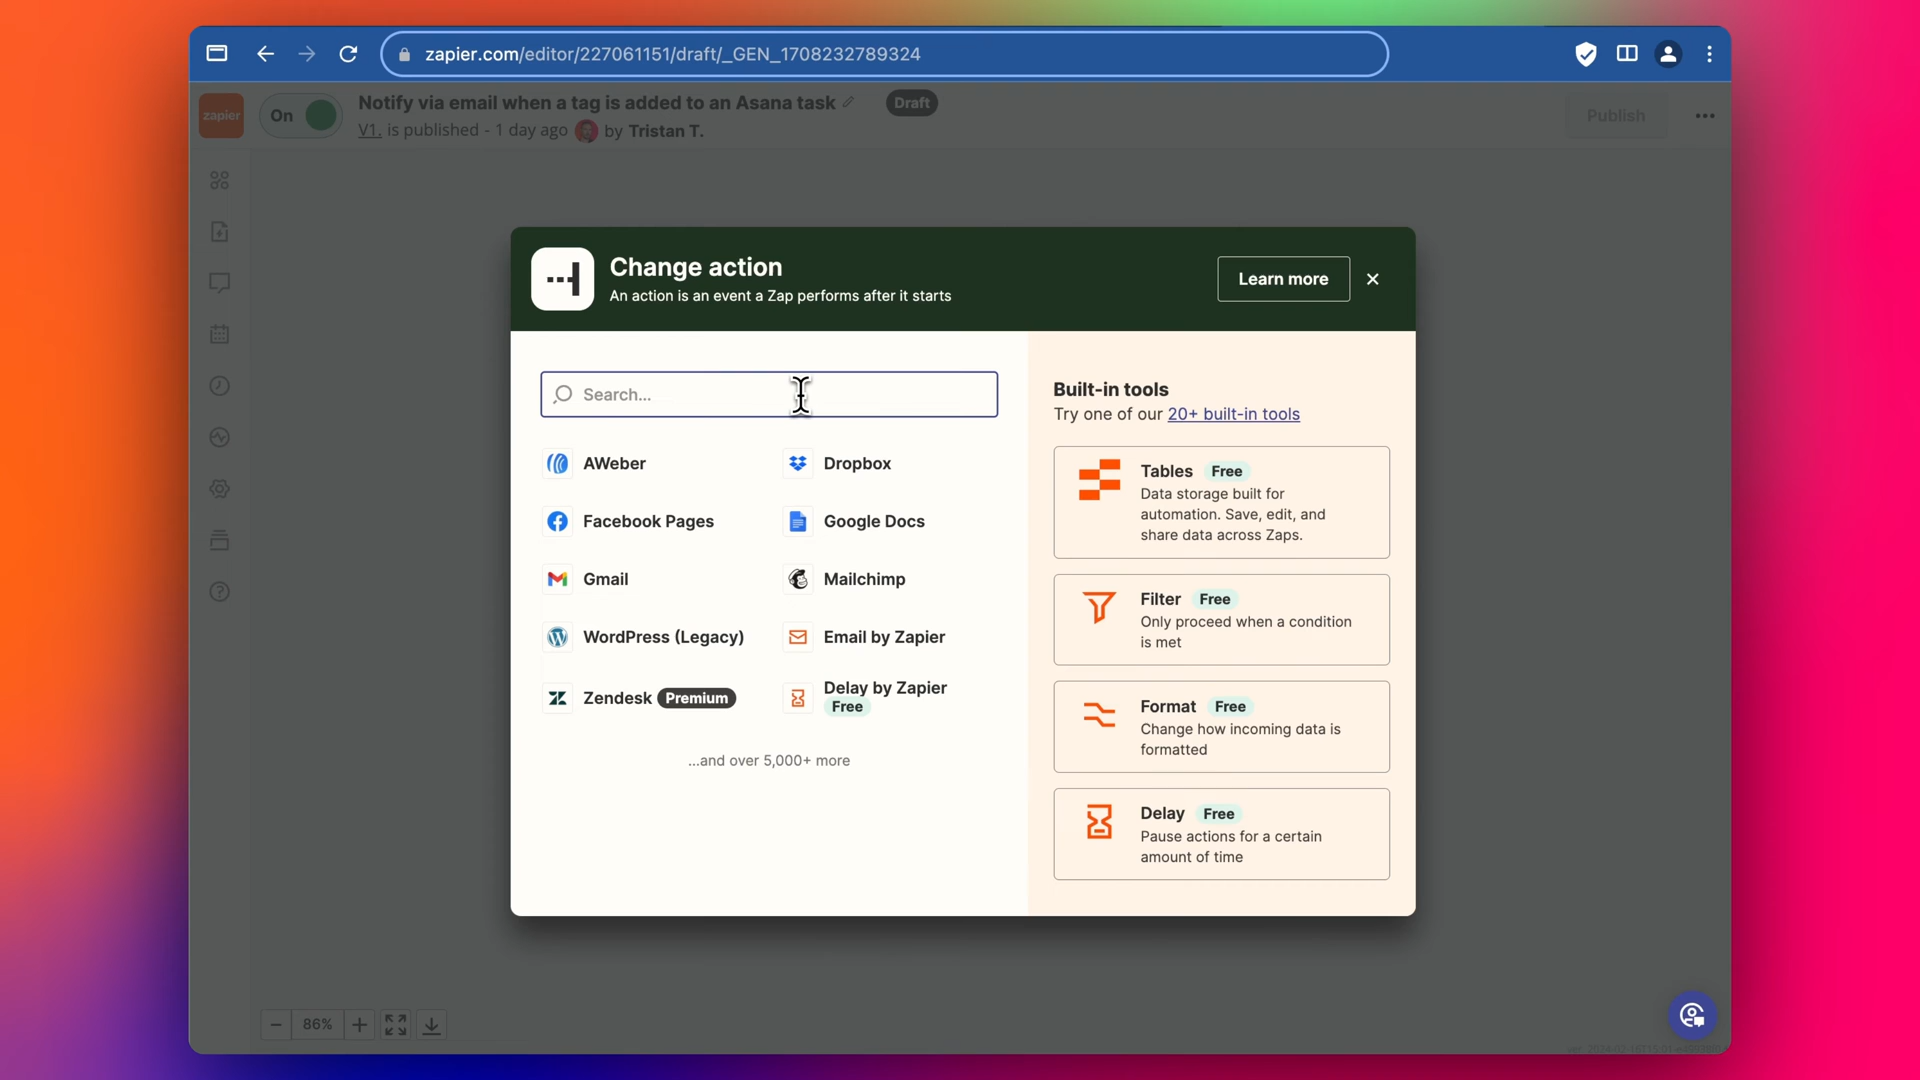 zapier.com/editor/227061151/draft/_GEN_1708232789324
zapier
On
Notify via email when a tag is added to an Asana task
Draft
V1. is published - 1 day ago by Tristan T.
Publish
Change action
An action is an event a Zap performs after it starts
Learn more
Search...
AWeber
Dropbox
Facebook Pages
Google Docs
Gmail
Mailchimp
WordPress (Legacy)
Email by Zapier
Zendesk Premium
Delay by Zapier
Free
...and over 5,000+ more
Built-in tools
Try one of our 20+ built-in tools
Tables Free
Data storage built for
automation. Save, edit, and
share data across Zaps.
Filter Free
Only proceed when a condition
is met
Format Free
Change how incoming data is
formatted
Delay Free
Pause actions for a certain
amount of time
86%